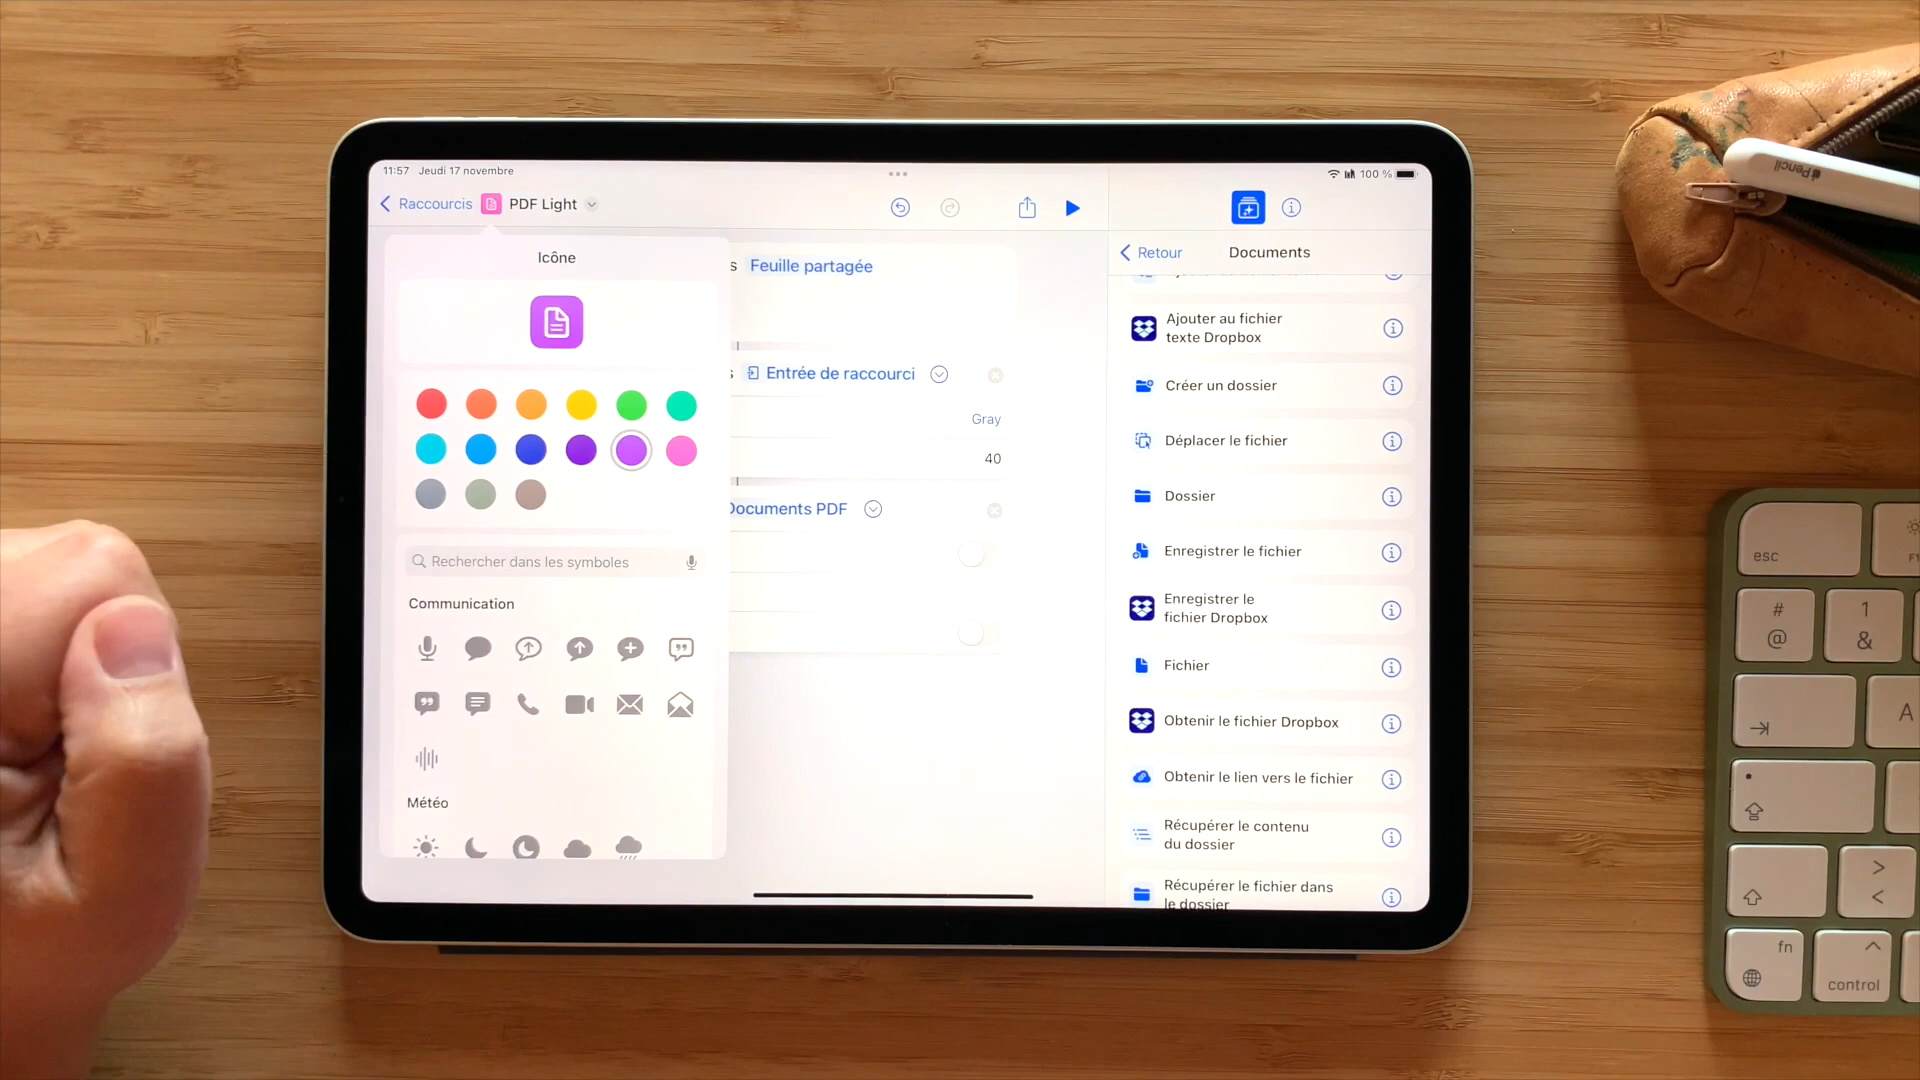 11:57 Jeudi 17 novembre
100 %
Raccourcis
PDF Light
Icône
Rechercher dans les symboles
Communication
Météo
s Feuille partagée
s Entrée de raccourci
Gray
40
Documents PDF
Retour
Documents
Ajouter au fichier
texte Dropbox
Créer un dossier
Déplacer le fichier
Dossier
Enregistrer le fichier
Enregistrer le
fichier Dropbox
Fichier
Obtenir le fichier Dropbox
Obtenir le lien vers le fichier
Récupérer le contenu
du dossier
Récupérer le fichier dans
le dossier
Pencil
esc
F1
#
@
1
&
A
>
<
fn
control